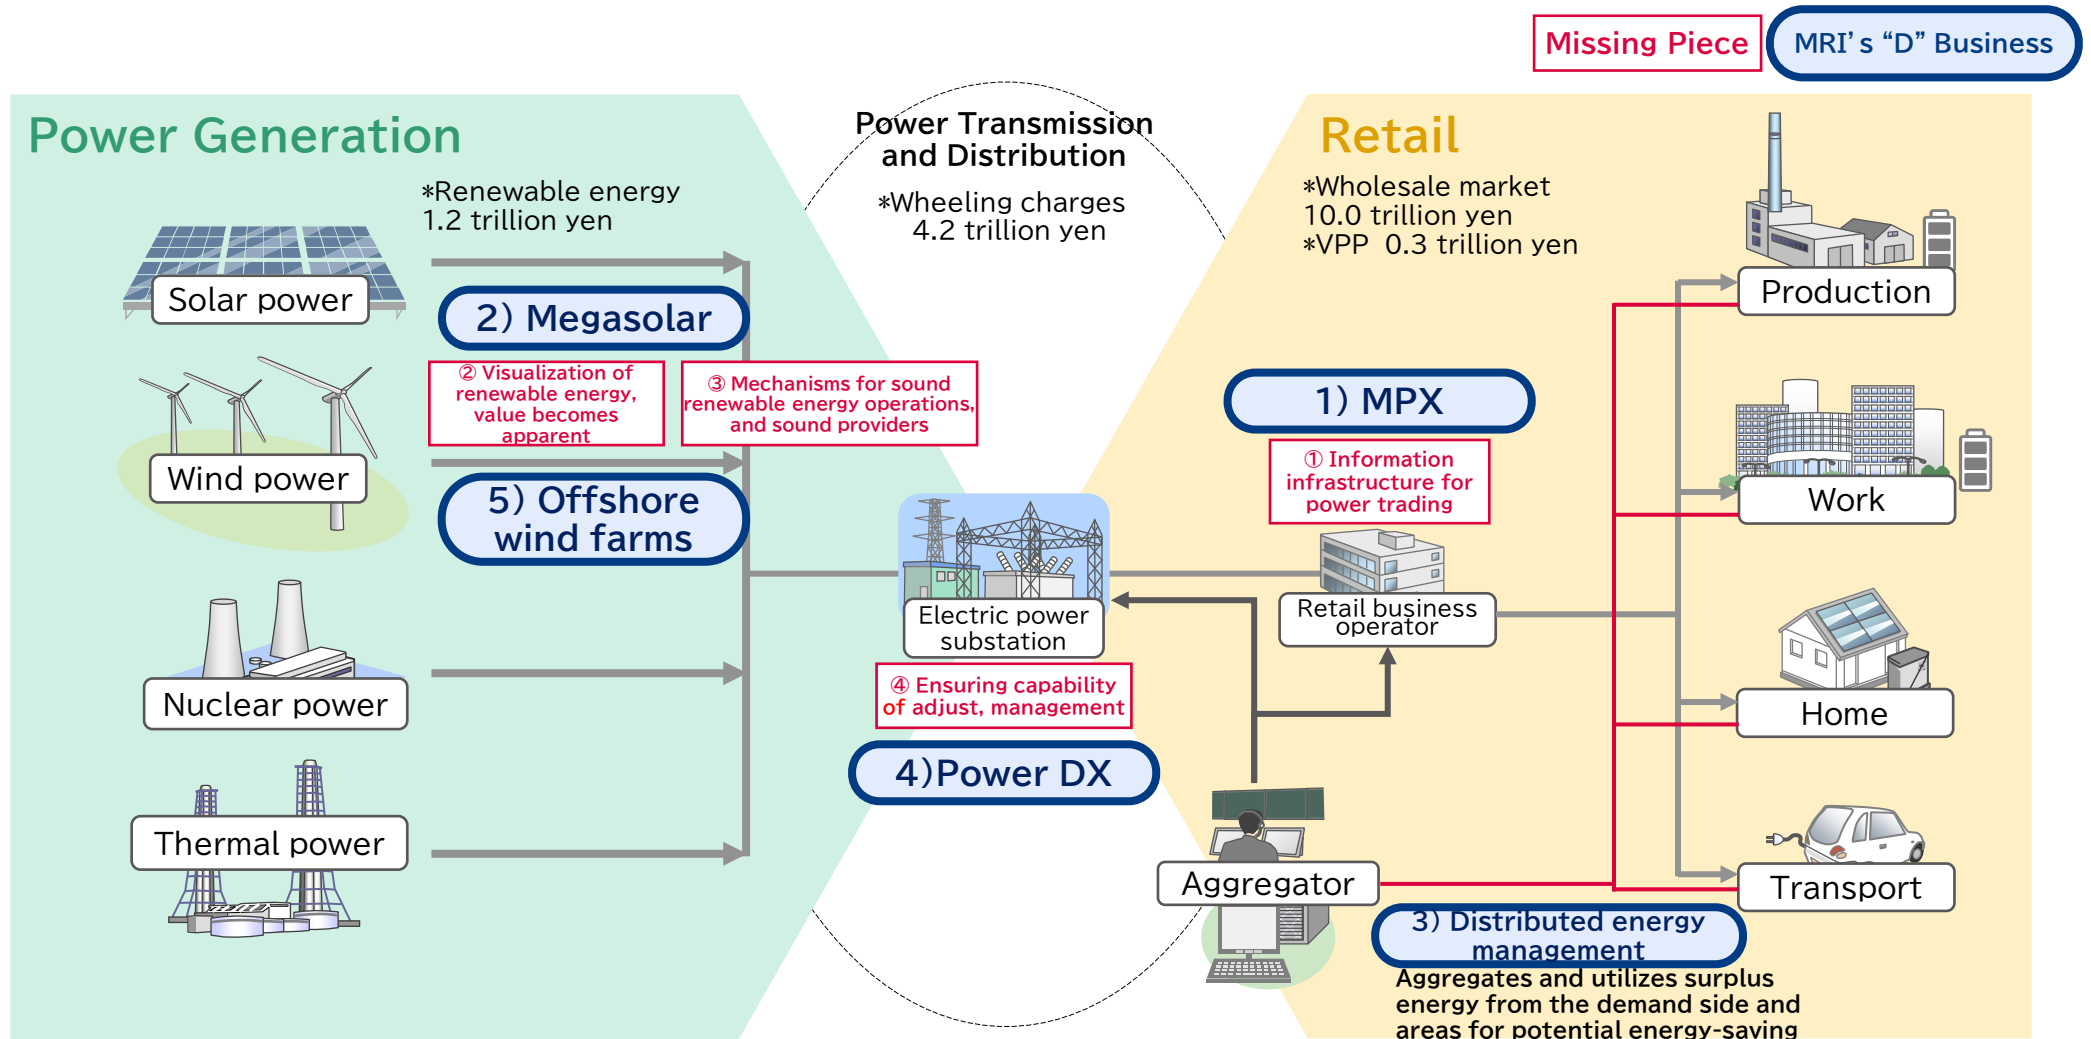 Missing Piece
MRI’s “D” Business
Power Generation
*Renewable energy
1.2 trillion yen
Solar power
2) Megasolar
② Visualization of
renewable energy,
value becomes
apparent
③ Mechanisms for sound
renewable energy operations,
and sound providers
Wind power
5) Offshore
wind farms
Nuclear power
Thermal power
Power Transmission
and Distribution
*Wheeling charges
4.2 trillion yen
Electric power
substation
④ Ensuring capability
of adjust, management
4)Power DX
Retail
*Wholesale market
10.0 trillion yen
*VPP 0.3 trillion yen
1) MPX
① Information
infrastructure for
power trading
Retail business
operator
Aggregator
3) Distributed energy
management
Aggregates and utilizes surplus
energy from the demand side and
areas for potential energy-saving
Production
Work
Home
Transport